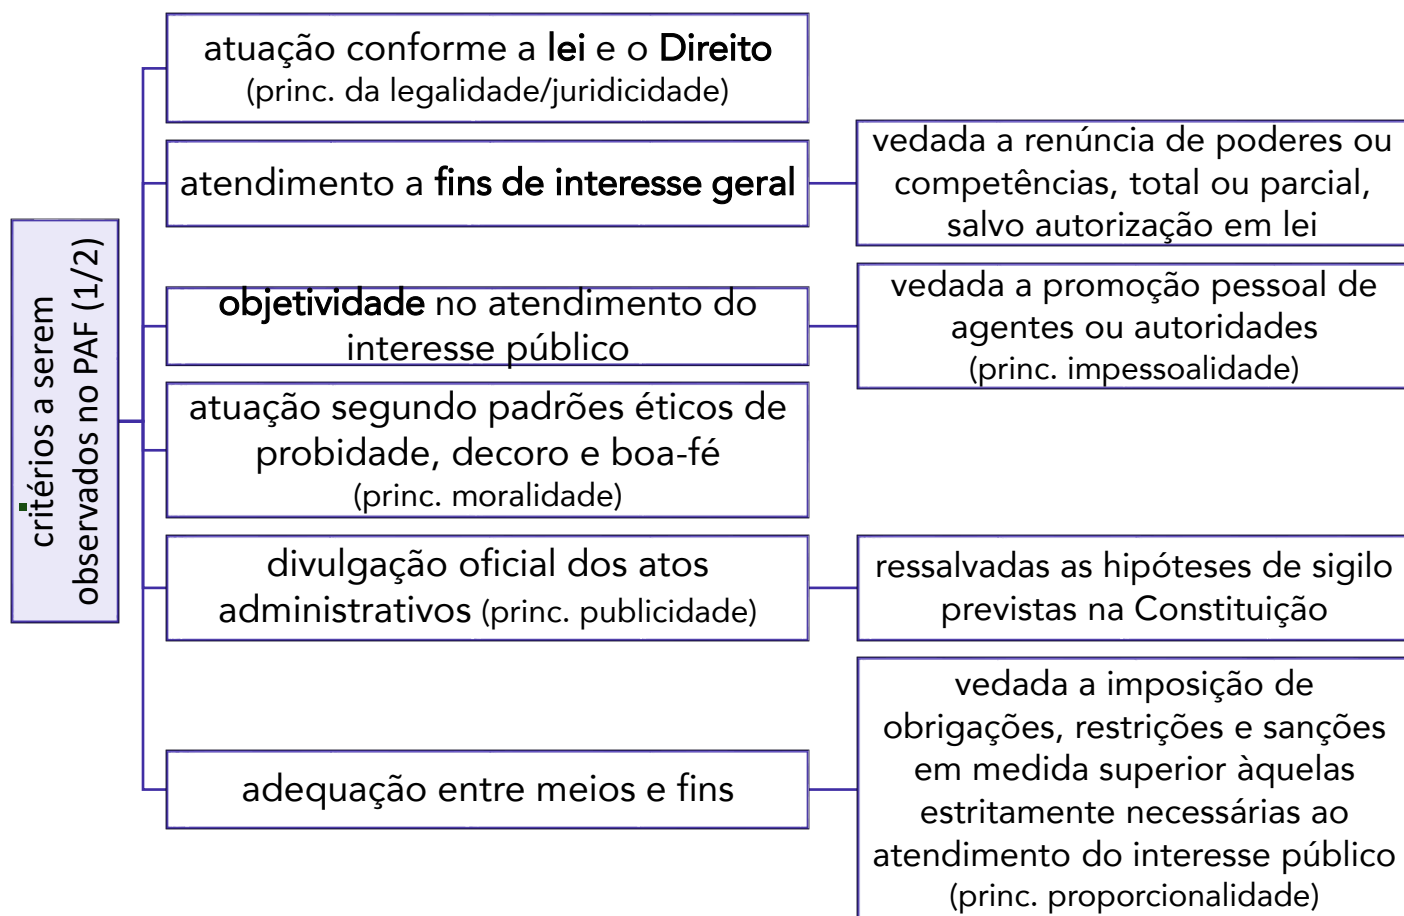 critérios a serem
observados no PAF (1/2)
atuação conforme a lei e o Direito
(princ. da legalidade/juridicidade)
atendimento a fins de interesse geral
vedada a renúncia de poderes ou
competências, total ou parcial,
salvo autorização em lei
objetividade no atendimento do
interesse público
vedada a promoção pessoal de
agentes ou autoridades
(princ. impessoalidade)
atuação segundo padrões éticos de
probidade, decoro e boa-fé
(princ. moralidade)
divulgação oficial dos atos
administrativos (princ. publicidade)
ressalvadas as hipóteses de sigilo
previstas na Constituição
adequação entre meios e fins
vedada a imposição de
obrigações, restrições e sanções
em medida superior àquelas
estritamente necessárias ao
atendimento do interesse público
(princ. proporcionalidade)